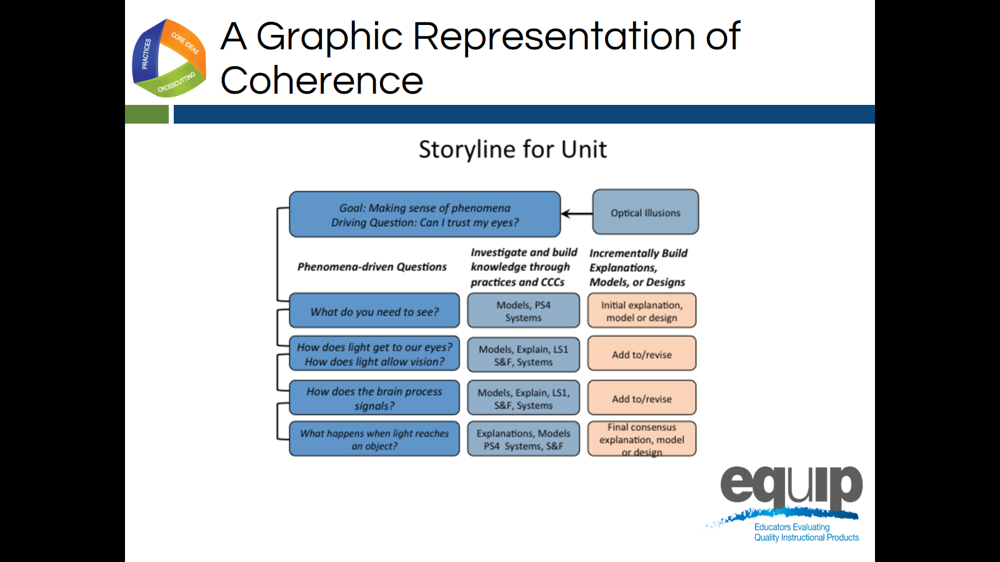 PRACTICES
CORE IDEAS
CROSSCUTTING
A Graphic Representation of
Coherence
Storyline for Unit
Goal: Making sense of phenomena
Driving Question: Can I trust my eyes?
Optical Illusions
Phenomena-driven Questions
Investigate and build
knowledge through
practices and CCCs
Incrementally Build
Explanations,
Models, or Designs
What do you need to see?
Models, PS4
Systems
Initial explanation,
model or design
How does light get to our eyes?
How does light allow vision?
Models, Explain, LS1
S&F, Systems
Add to/revise
How does the brain process
signals?
Models, Explain, LS1,
S&F, Systems
Add to/revise
What happens when light reaches
an object?
Explanations, Models
PS4  Systems, S&F
Final consensus
explanation, model
or design
equip
Educators Evaluating
Quality Instructional Products